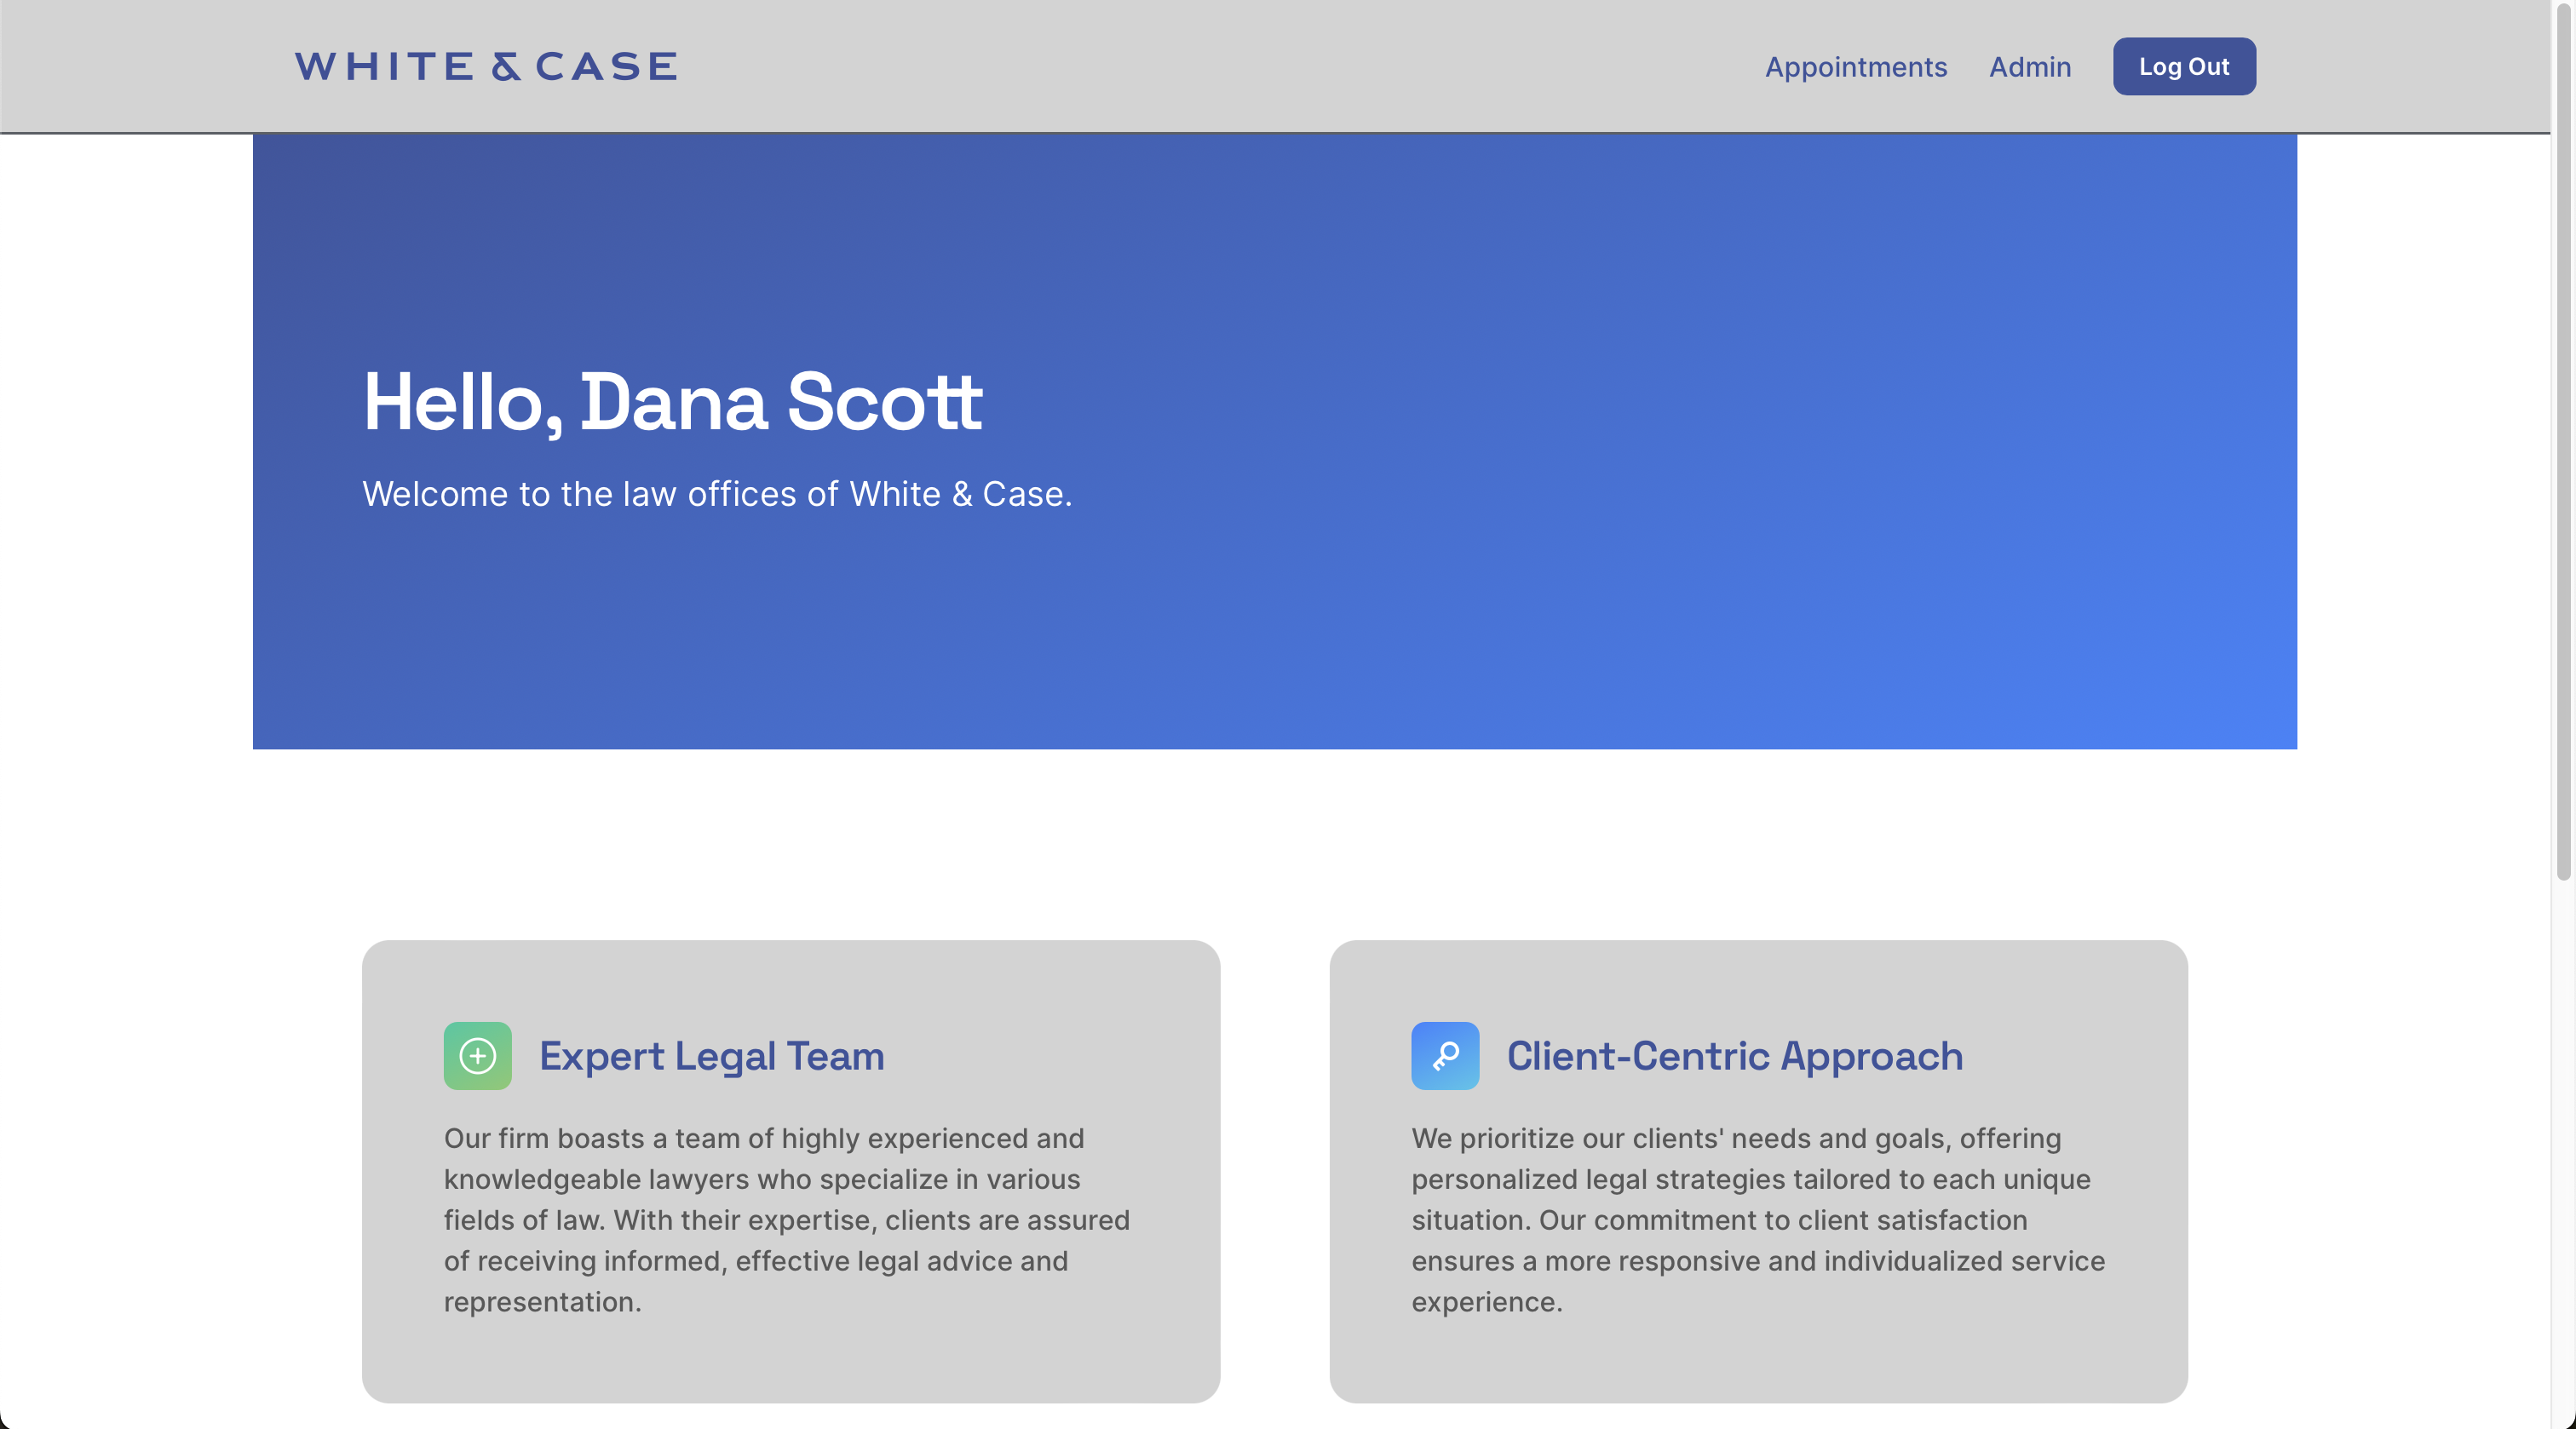 WHITE & CASE
Appointments
Admin
Log Out
Hello, Dana Scott
Welcome to the law offices of White & Case.
Expert Legal Team
Our firm boasts a team of highly experienced and
knowledgeable lawyers who specialize in various
fields of law. With their expertise, clients are assured
of receiving informed, effective legal advice and
representation.
Client-Centric Approach
We prioritize our clients' needs and goals, offering
personalized legal strategies tailored to each unique
situation. Our commitment to client satisfaction
ensures a more responsive and individualized service
experience.